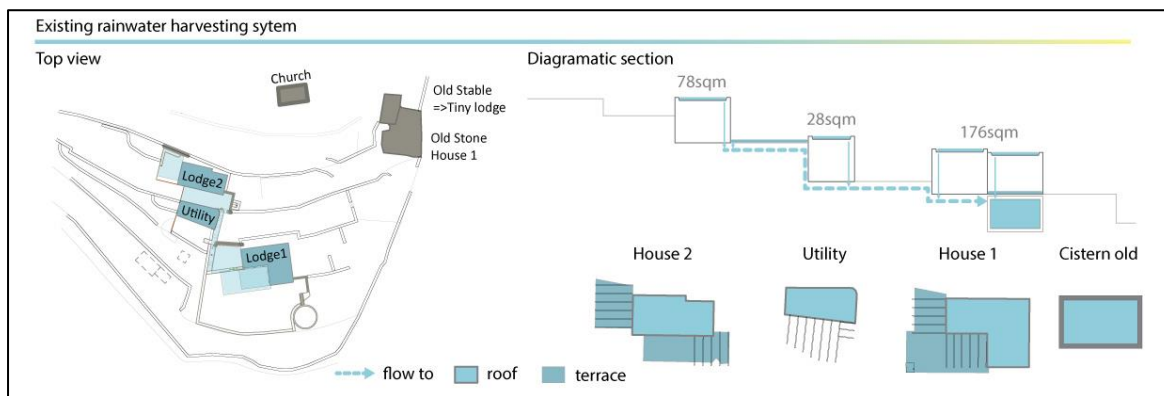 Existing rainwater harvesting sytem
Top view
Church
Old Stable
=>Tiny lodge
Old Stone
House 1
Lodge2
Utility
Lodge1
Diagramatic section
78sqm
28sqm
176sqm
House 2
Utility
House 1
Cistern old
flow to
roof
terrace